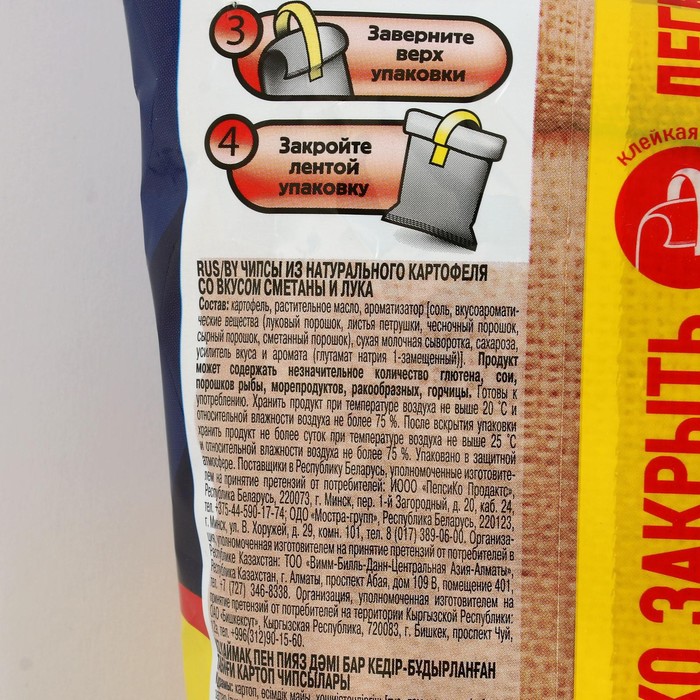 3
Заверните
верх
упаковки
4
Закройте
лентой
упаковку
клейкая
ЗАКРЫТЬ
RUS/BY ЧИПСЫ ИЗ НАТУРАЛЬНОГО КАРТОФЕЛЯ
СО ВКУСОМ СМЕТАНЫ И ЛУКА
Состав: картофель, растительное масло, ароматизатор [соль, вкусоаромати-
ческие вещества (луковый порошок, листья петрушки, чесночный порошок,
сырный порошок, сметанный порошок), сухая молочная сыворотка, сахароза,
усилитель вкуса и аромата (глутамат натрия 1-замещенный)]. Продукт
может содержать незначительное количество глютена, сои,
порошков рыбы, морепродуктов, ракообразных, горчицы. Готовы к
употреблению. Хранить продукт при температуре воздуха не выше 20 °С и
относительной влажности воздуха не более 75 %. После вскрытия упаковки
хранить продукт не более суток при температуре воздуха не выше 25 °С
и относительной влажности воздуха не более 75 %. Упаковано в защитной
атмосфере. Поставщики в Республику Беларусь, уполномоченные изготовите-
лем на принятие претензий от потребителей: ИООО «ПепсиКо Продактс»,
Республика Беларусь, 220073, г. Минск, пер. 1-й Загородный, д. 20, каб. 24,
тел. +375-44-590-17-74; ОДО «Мостра-групп», Республика Беларусь, 220123,
г. Минск, ул. В. Хоружей, д. 29, комн. 101, тел. 8 (017) 389-06-00. Организа-
ция, уполномоченная изготовителем на принятие претензий от потребителей в
Республике Казахстан: ТОО «Вимм-Билль-Данн-Центральная Азия-Алматы»,
Республика Казахстан, г. Алматы, проспект Абая, дом 109 В, помещение 401,
тел. +7 (727) 346-8338. Организация, уполномоченная изготовителем на
принятие претензий от потребителей на территории Кыргызской Республики:
ОАО «Бишкексут», Кыргызская Республика, 720083, г. Бишкек, проспект Чуй,
тел. +996(312)90-15-60.
ҚАЙМАҚ ПЕН ПИЯЗ ДӘМІ БАР КЕДІР-БҰДЫРЛАНҒАН
КАРТОП ЧИПСЫЛАРЫ
картоп, өсімдік майы,